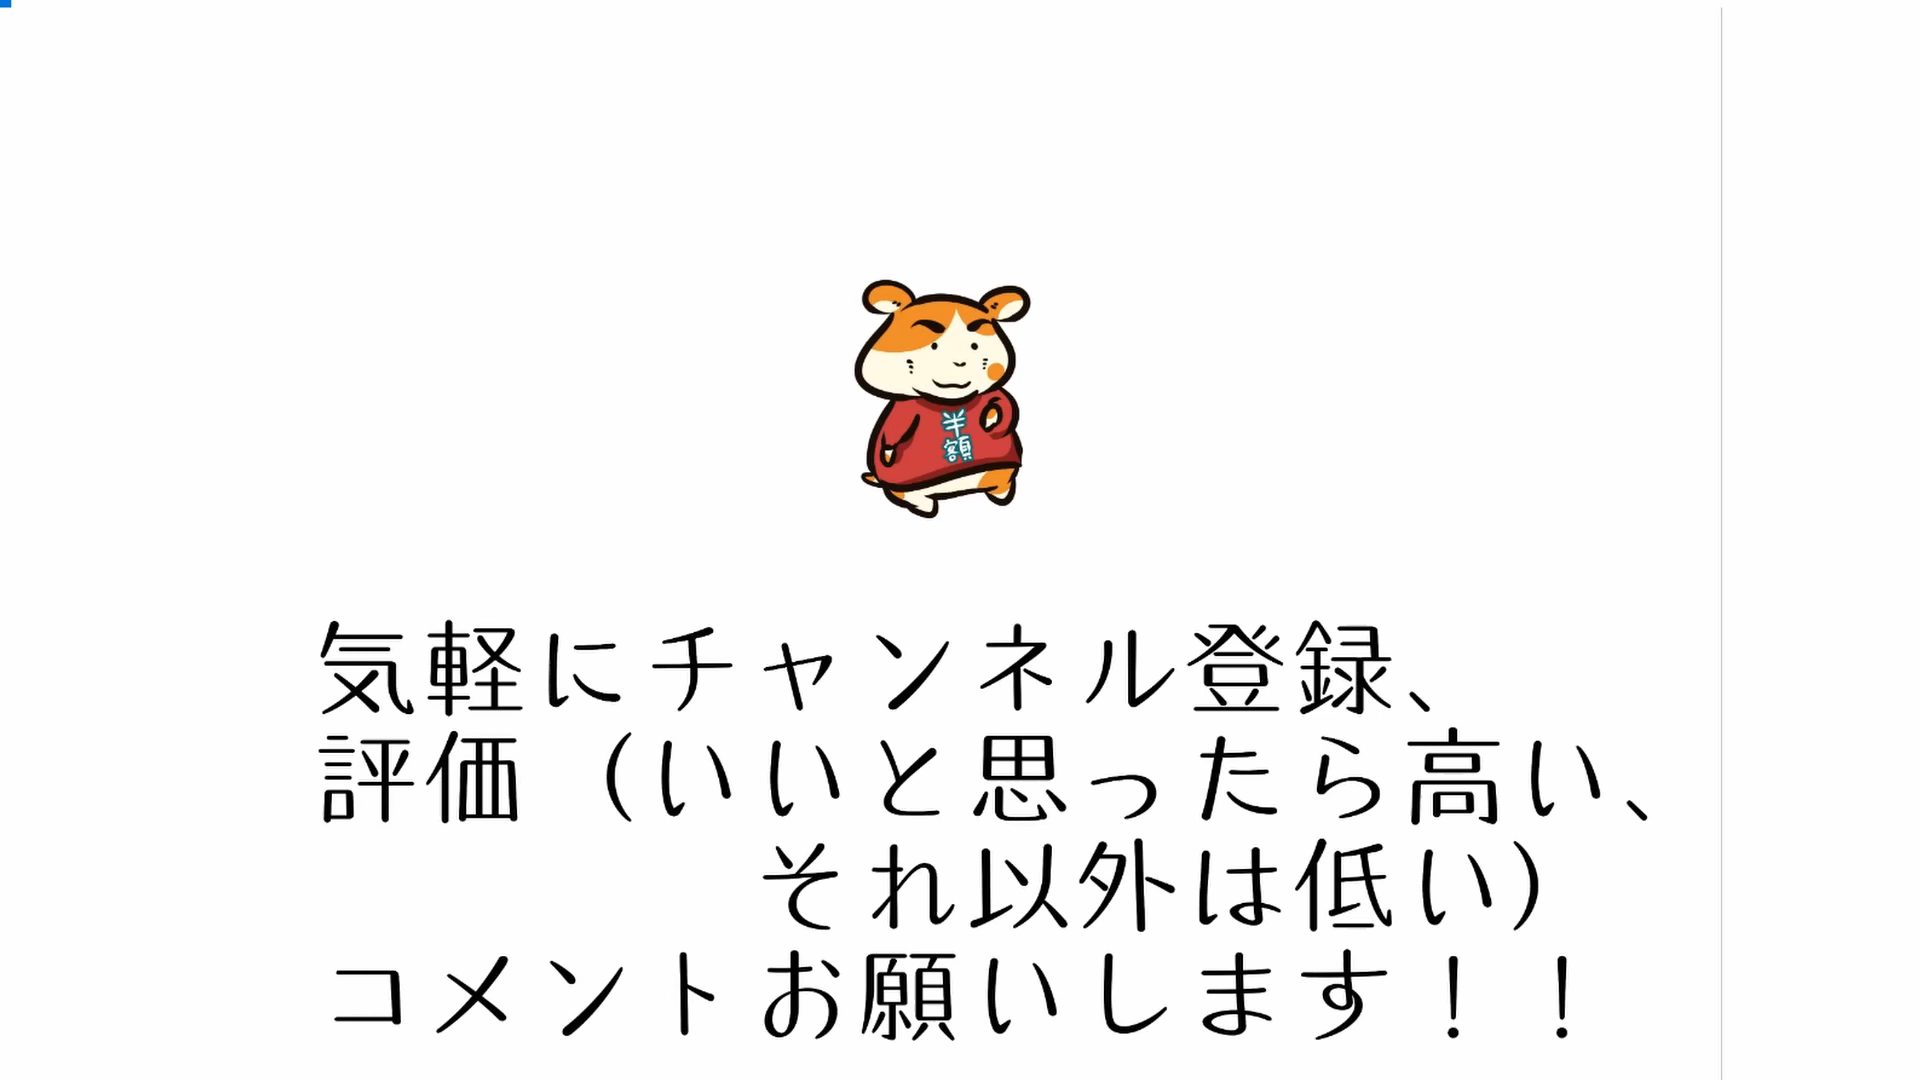 半
額
気軽にチャンネル登録、
評価（いいと思ったら高い、
それ以外は低い）
コメントお願いします！！